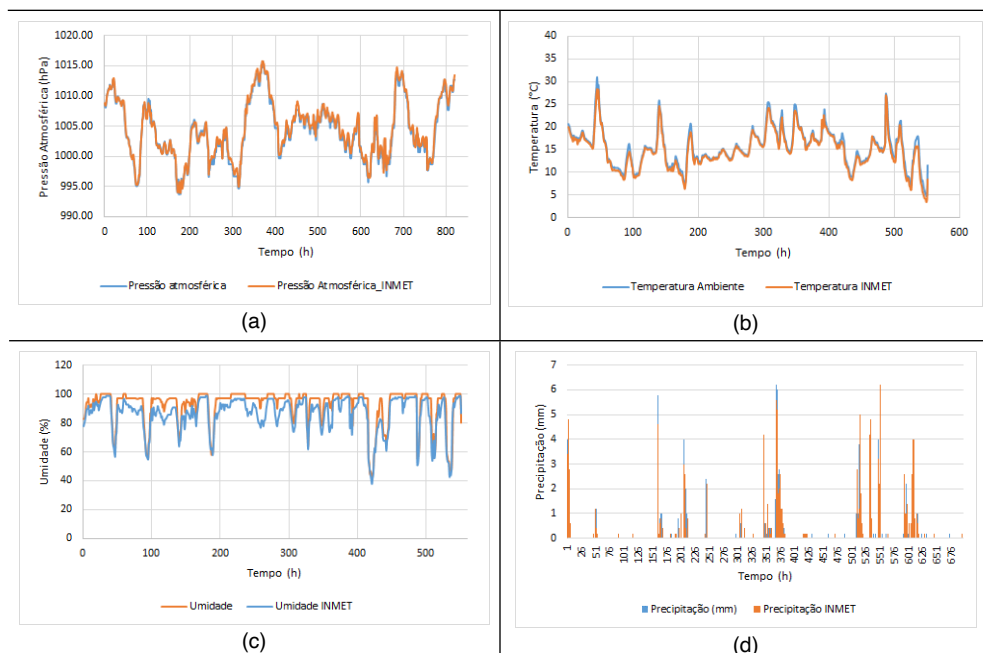 Pressão Atmosférica (hPa)
1020.00
1015.00
1010.00
1005.00
1000.00
995.00
990.00
0 100 200 300 400 500 600 700 800
Tempo (h)
Pressão atmosférica Pressão Atmosférica_INMET
(a)
Temperatura (°C)
40
35
30
25
20
15
10
5
0
0 100 200 300 400 500 600
Tempo (h)
Temperatura Ambiente Temperatura INMET
(b)
Umidade (%)
120
100
80
60
40
20
0
0 100 200 300 400 500
Tempo (h)
Umidade Umidade INMET
(c)
Precipitação (mm)
7
6
5
4
3
2
1
0
1 26 51 76 101 126 151 176 201 225 251 276 301 326 351 376 401 426 451 476 501 526 551 576 601 625 651 676
Tempo (h)
Precipitação (mm) Precipitação INMET
(d)